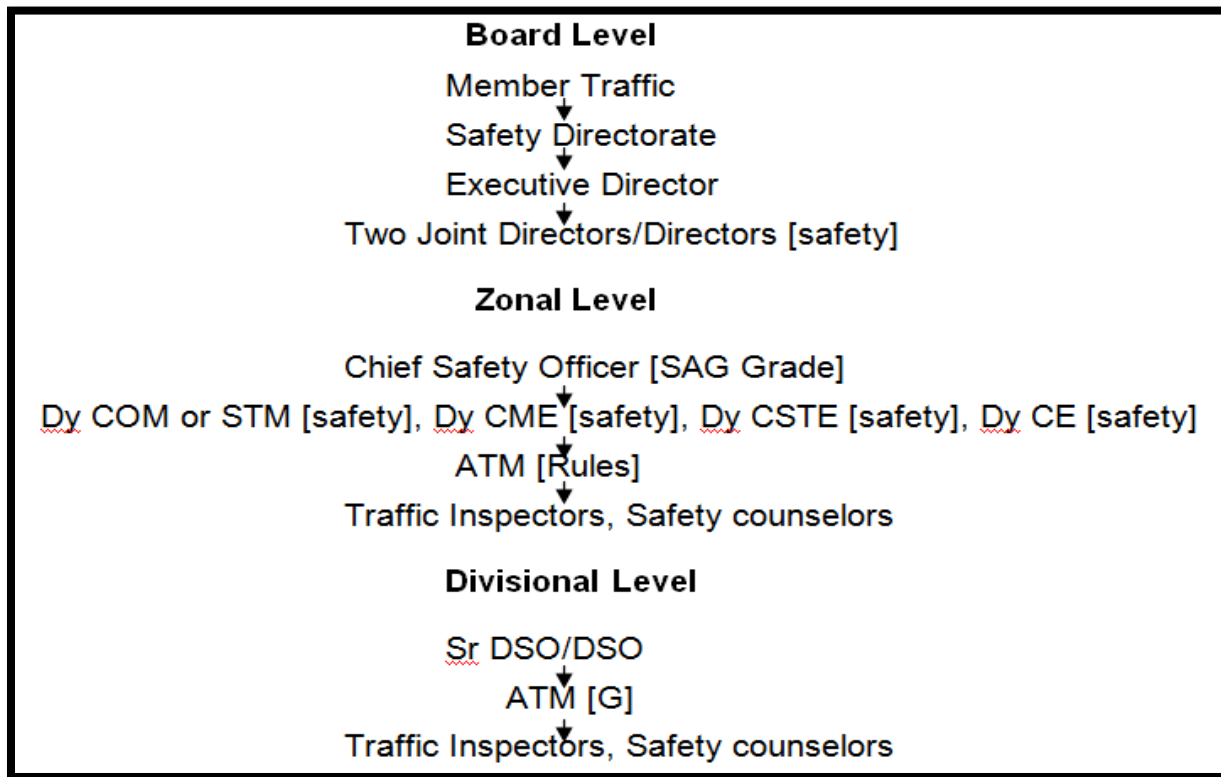 Board Level
Member Traffic
Safety Directorate
Executive Director
Two Joint Directors/Directors [safety]
Zonal Level
Chief Safety Officer [SAG Grade]
Dy COM or STM [safety], Dy CME [safety], Dy CSTE [safety], Dy CE [safety]
ATM [Rules]
Traffic Inspectors, Safety counselors
Divisional Level
Sr DSO/DSO
ATM [G]
Traffic Inspectors, Safety counselors